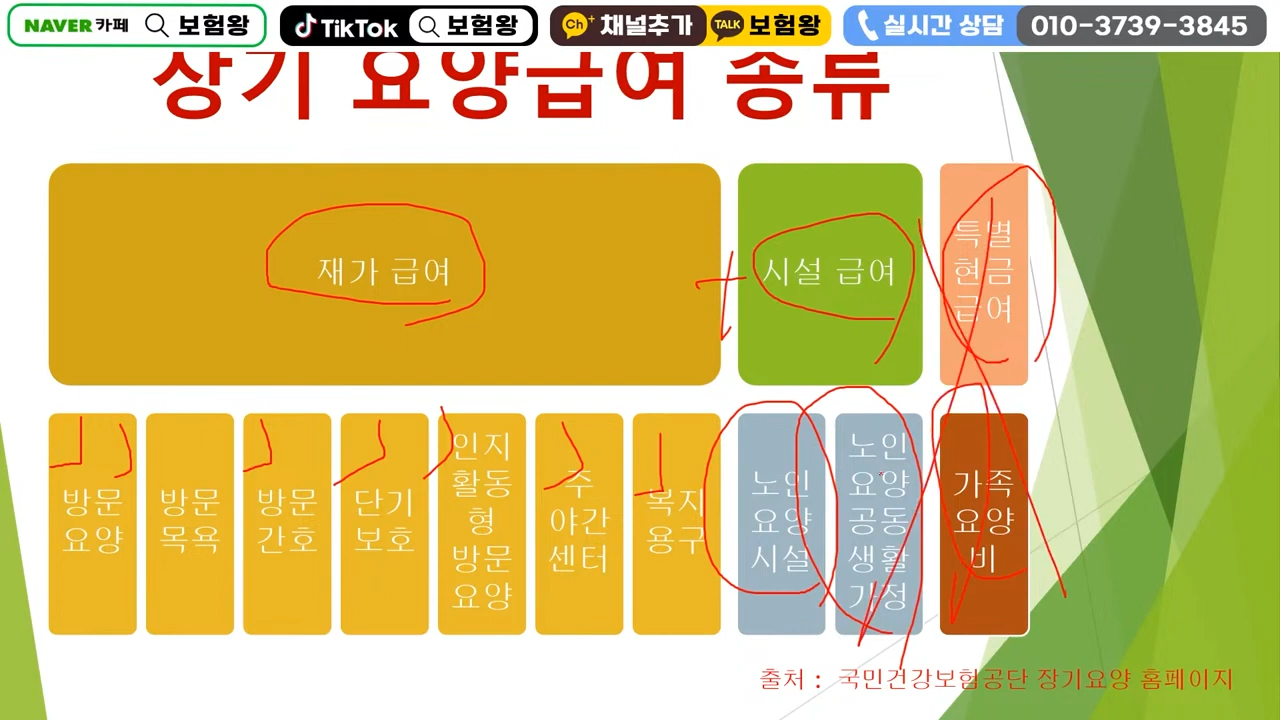 NAVER 카페 보험왕
TikTok 보험왕
Ch+ 채널추가 TALK 보험왕
실시간 상담 010-3739-3845
장기 요양급여 종류
재가 급여
시설 급여
특별
현금
급여
방문
요양
방문
목욕
방문
간호
단기
보호
인지
활동
형
방문
요양
주
야간
센터
복지
용구
노인
요양
시설
노인
요양
공동
생활
가정
가족
요양
비
출처 : 국민건강보험공단 장기요양 홈페이지